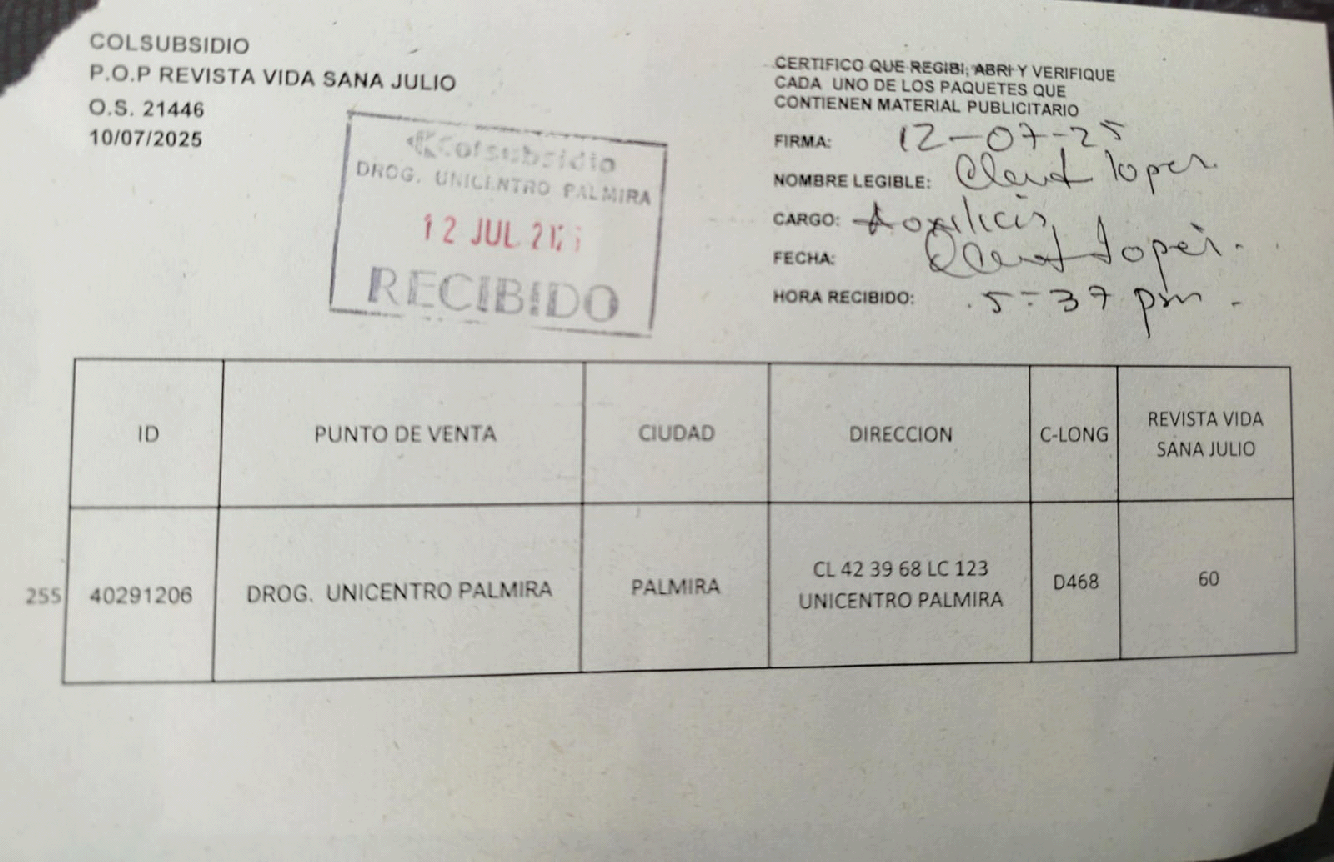 COLSUBSIDIO
P.O.P REVISTA VIDA SANA JULIO
O.S. 21446
10/07/2025
Colsubsidio
DROG. UNICENTRO PALMIRA
12 JUL
RECIBIDO
CERTIFICO QUE REGIBI, ABRI Y VERIFIQUE
CADA UNO DE LOS PAQUETES QUE
CONTIENEN MATERIAL PUBLICITARIO
FIRMA: 12-07-25
NOMBRE LEGIBLE: Lopez
CARGO:
FECHA: Lopez
HORA RECIBIDO: 5:37 pm
ID PUNTO DE VENTA CIUDAD DIRECCION C-LONG REVISTA VIDA
SANA JULIO
255 40291206 DROG. UNICENTRO PALMIRA PALMIRA CL 42 39 68 LC 123 D468 60
UNICENTRO PALMIRA